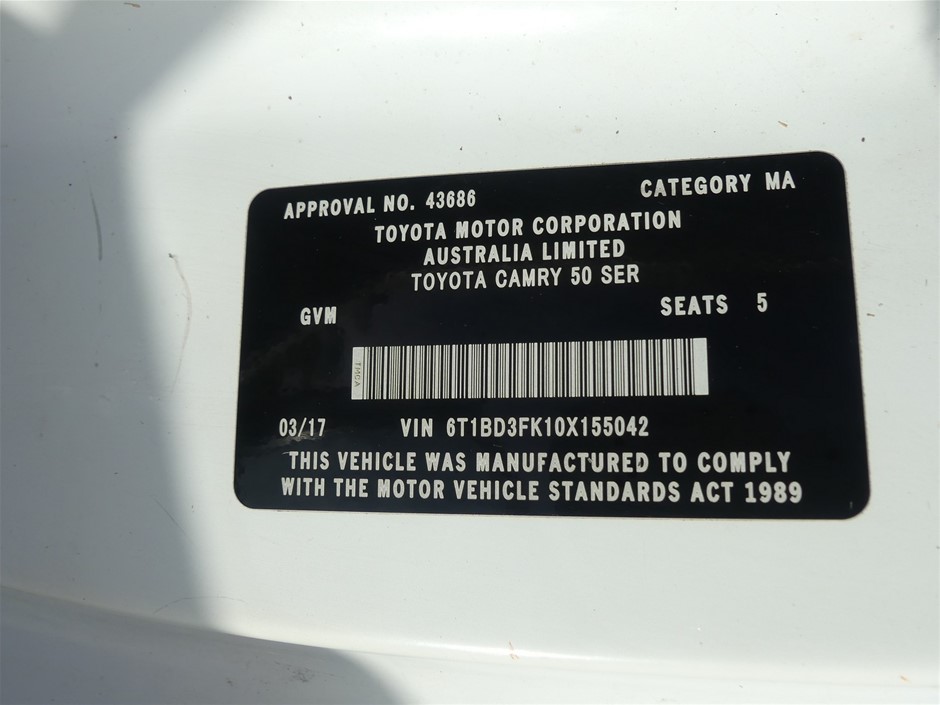 APPROVAL NO. 43686 CATEGORY MA
TOYOTA MOTOR CORPORATION
AUSTRALIA LIMITED
TOYOTA CAMRY 50 SER
GVM SEATS 5
TMCA
03/17 VIN 6T1BD3FK10X155042
THIS VEHICLE WAS MANUFACTURED TO COMPLY
WITH THE MOTOR VEHICLE STANDARDS ACT 1989